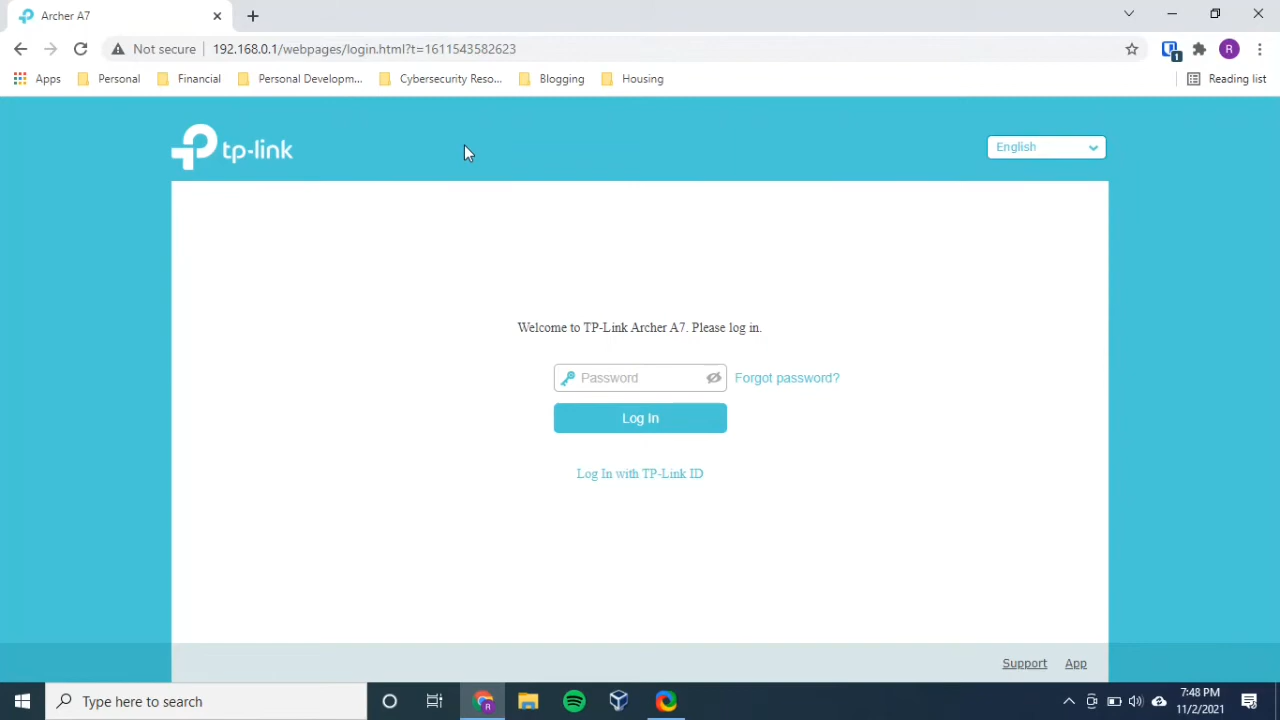 Archer A7
Not secure
192.168.0.1/webpages/login.html?t=1611543582623
1
R
Apps
Personal
Financial
Personal Developm...
Cybersecurity Reso...
Blogging
Housing
Reading list
tp-link
English
Welcome to TP-Link Archer A7. Please log in.
Password
Forgot password?
Log In
Log In with TP-Link ID
Support
App
Type here to search
R
7:48 PM
11/2/2021